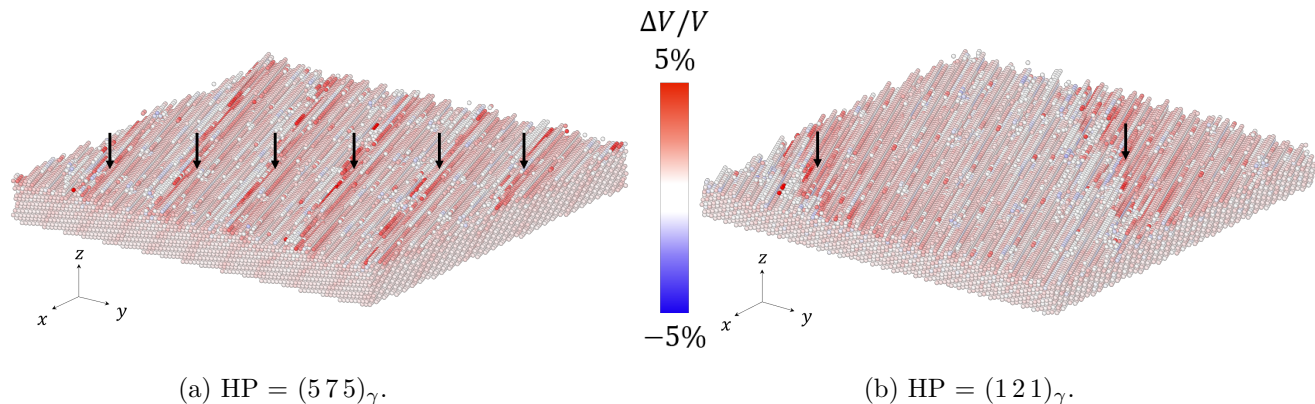 ΔV/V
5%
−5%
z
x
y
z
x
y
(a) HP = (5 7 5)γ.
(b) HP = (1 2 1)γ.